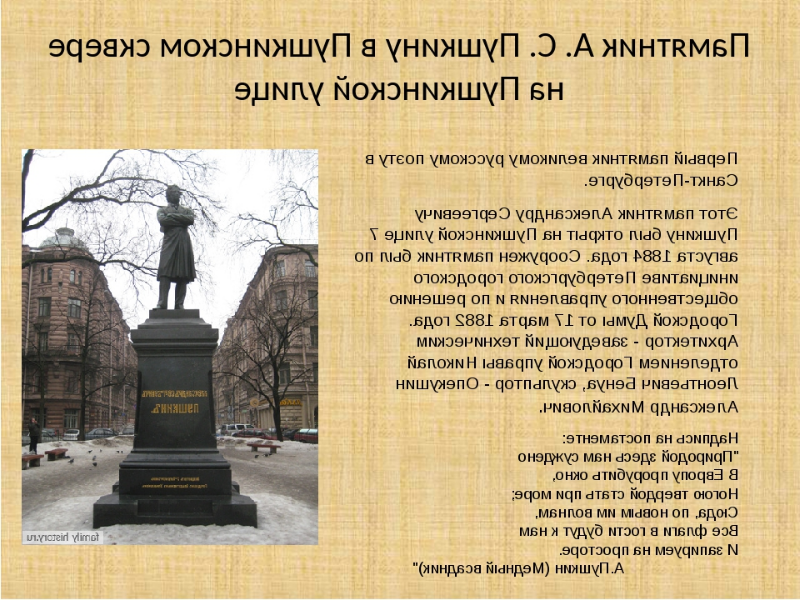 Памятник А. С. Пушкину в Пушкинском сквере
на Пушкинской улице
Первый памятник великому русскому поэту в
Санкт-Петербурге.
Этот памятник Александру Сергеевичу
Пушкину был открыт на Пушкинской улице 7
августа 1884 года. Сооружен памятник был по
инициативе Петербургского городского
общественного управления и по решению
Городской Думы от 17 марта 1882 года.
Архитектор - заведующий техническим
отделением Городской управы Николай
Леонтьевич Бенуа, скульптор - Опекушин
Александр Михайлович.
Надпись на постаменте:
"Природой здесь нам суждено
В Европу прорубить окно,
Ногою твердой стать при море;
Сюда, по новым им волнам,
Все флаги в гости будут к нам
И запируем на просторе.
А.Пушкин (Медный всадник)"
ПУШКИНЪ
family history.ru